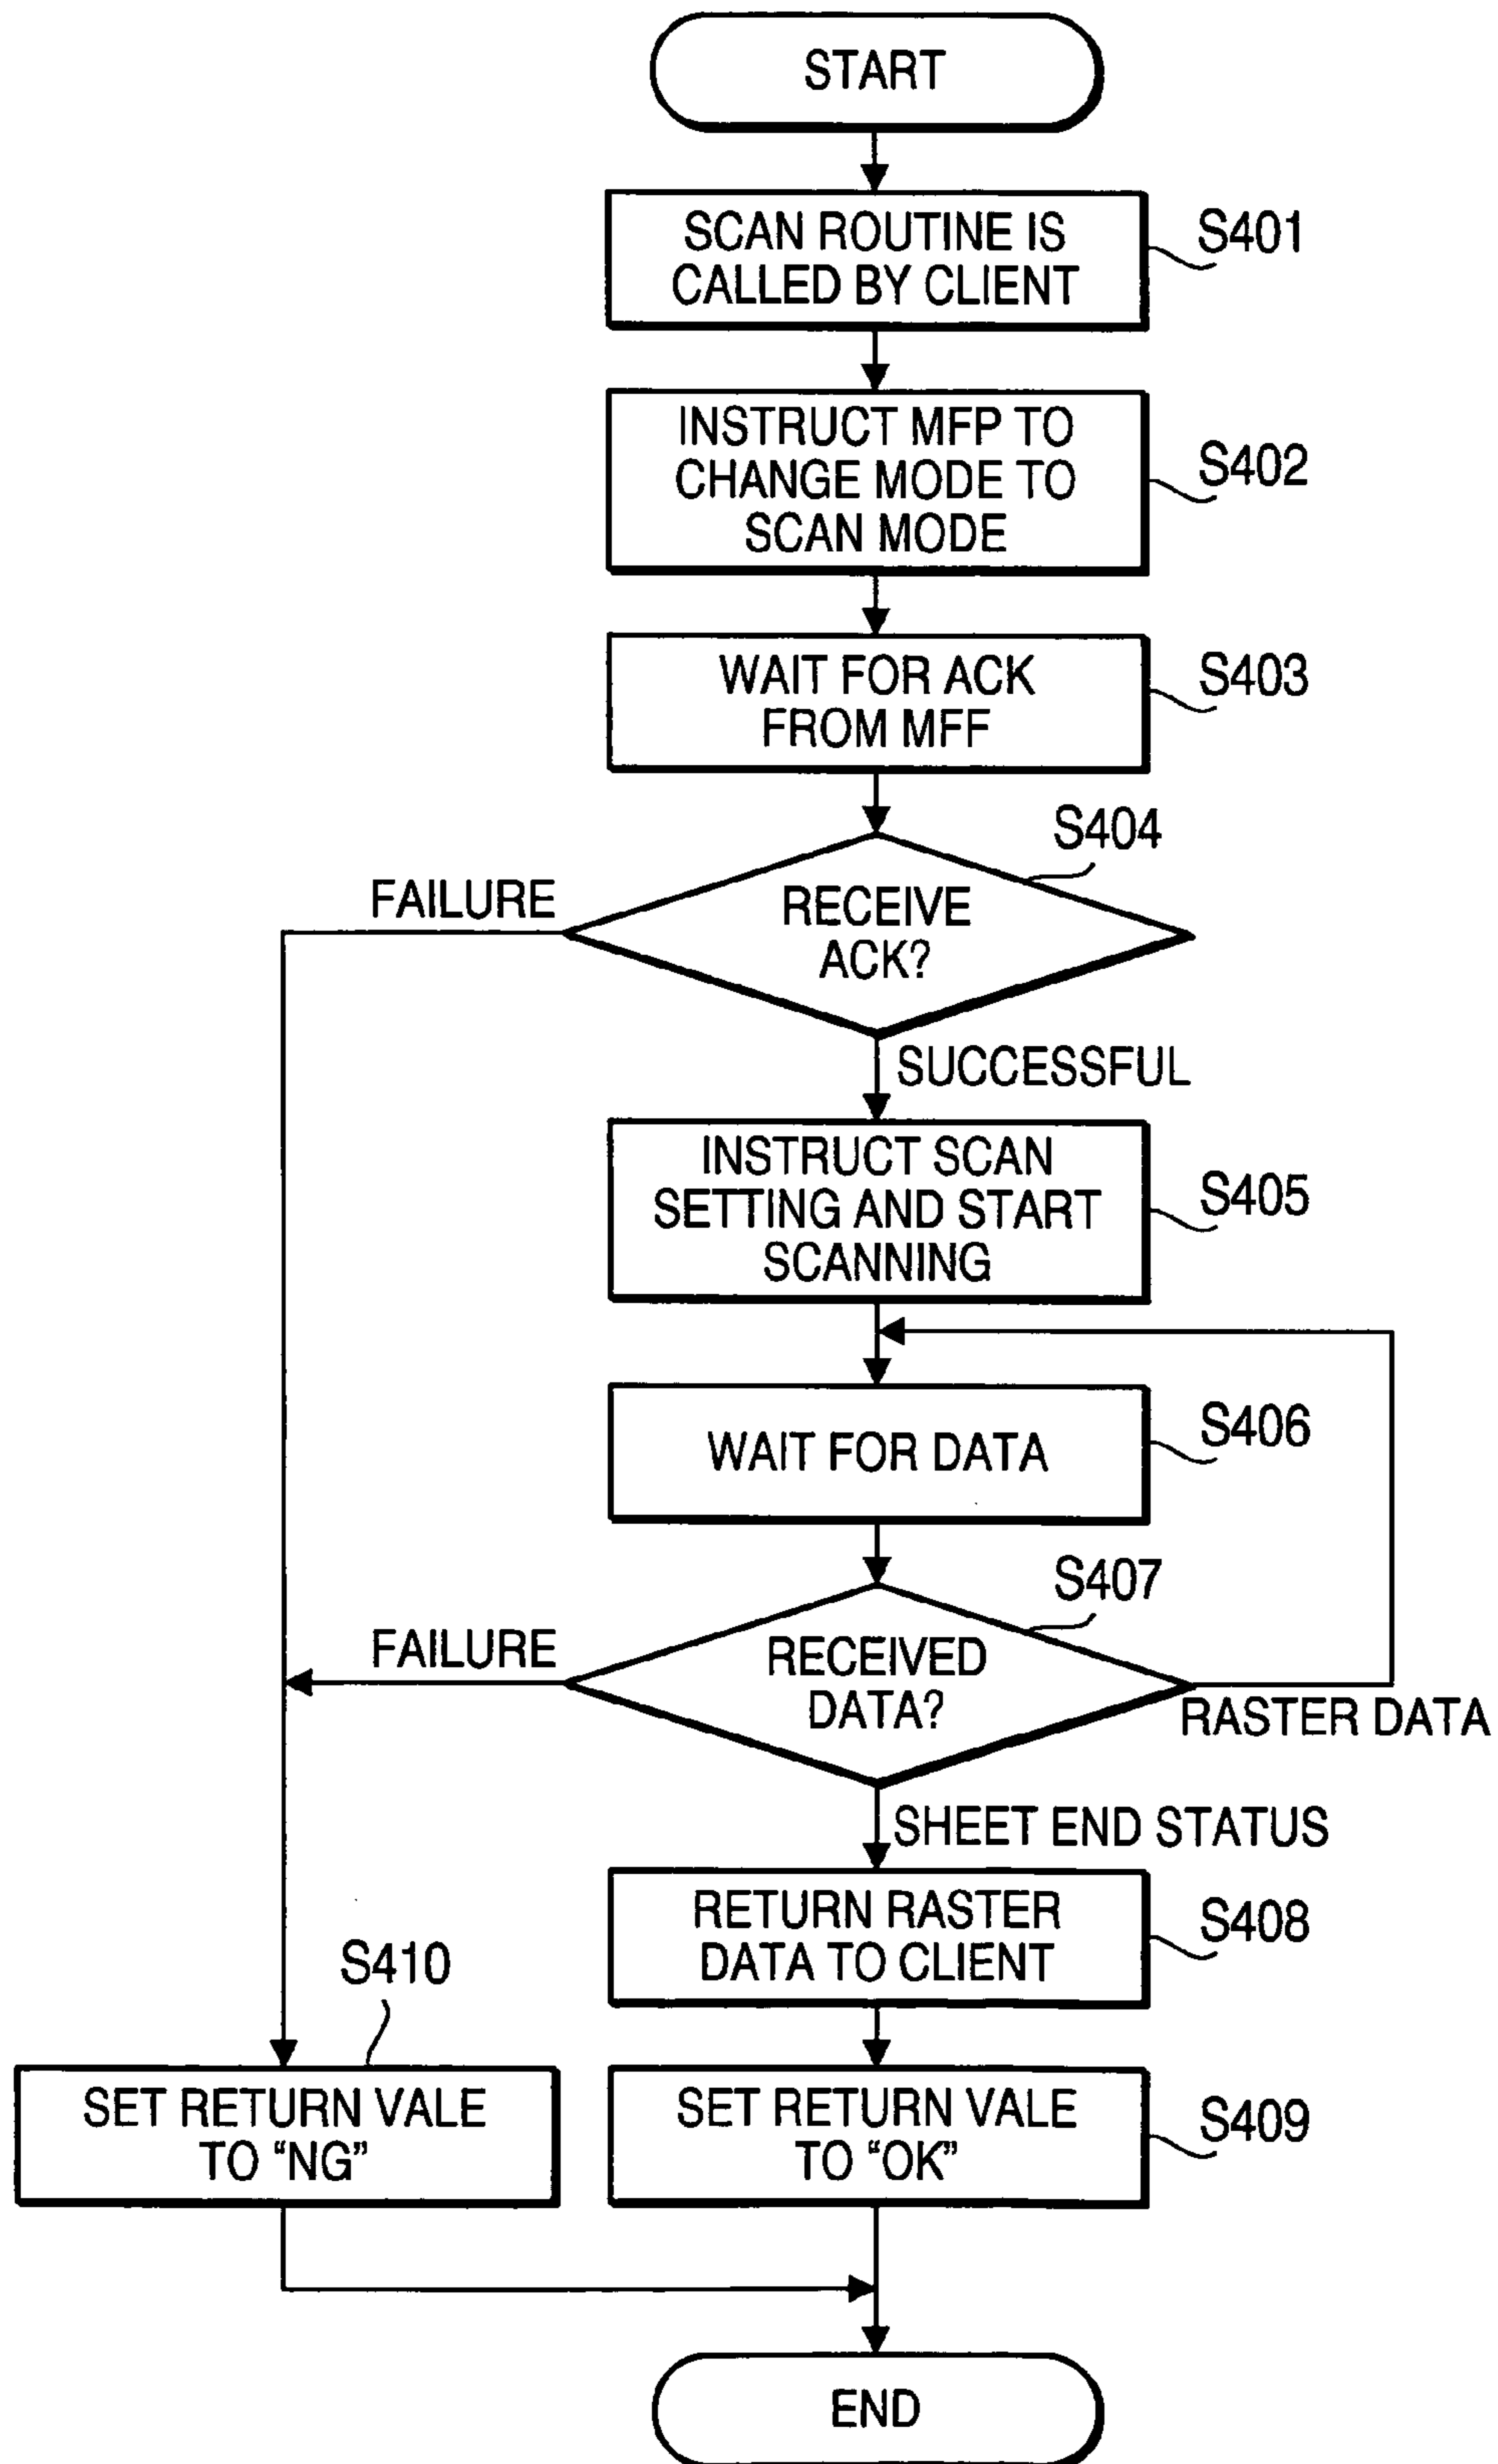 START
SCAN ROUTINE IS
CALLED BY CLIENT
S401
INSTRUCT MFP TO
CHANGE MODE TO
SCAN MODE
S402
WAIT FOR ACK
FROM MFF
S403
S404
FAILURE
RECEIVE
ACK?
SUCCESSFUL
INSTRUCT SCAN
SETTING AND START
SCANNING
S405
WAIT FOR DATA
S406
S407
FAILURE
RECEIVED
DATA?
RASTER DATA
SHEET END STATUS
RETURN RASTER
DATA TO CLIENT
S408
S410
SET RETURN VALE
TO “NG”
SET RETURN VALE
TO “OK”
S409
END